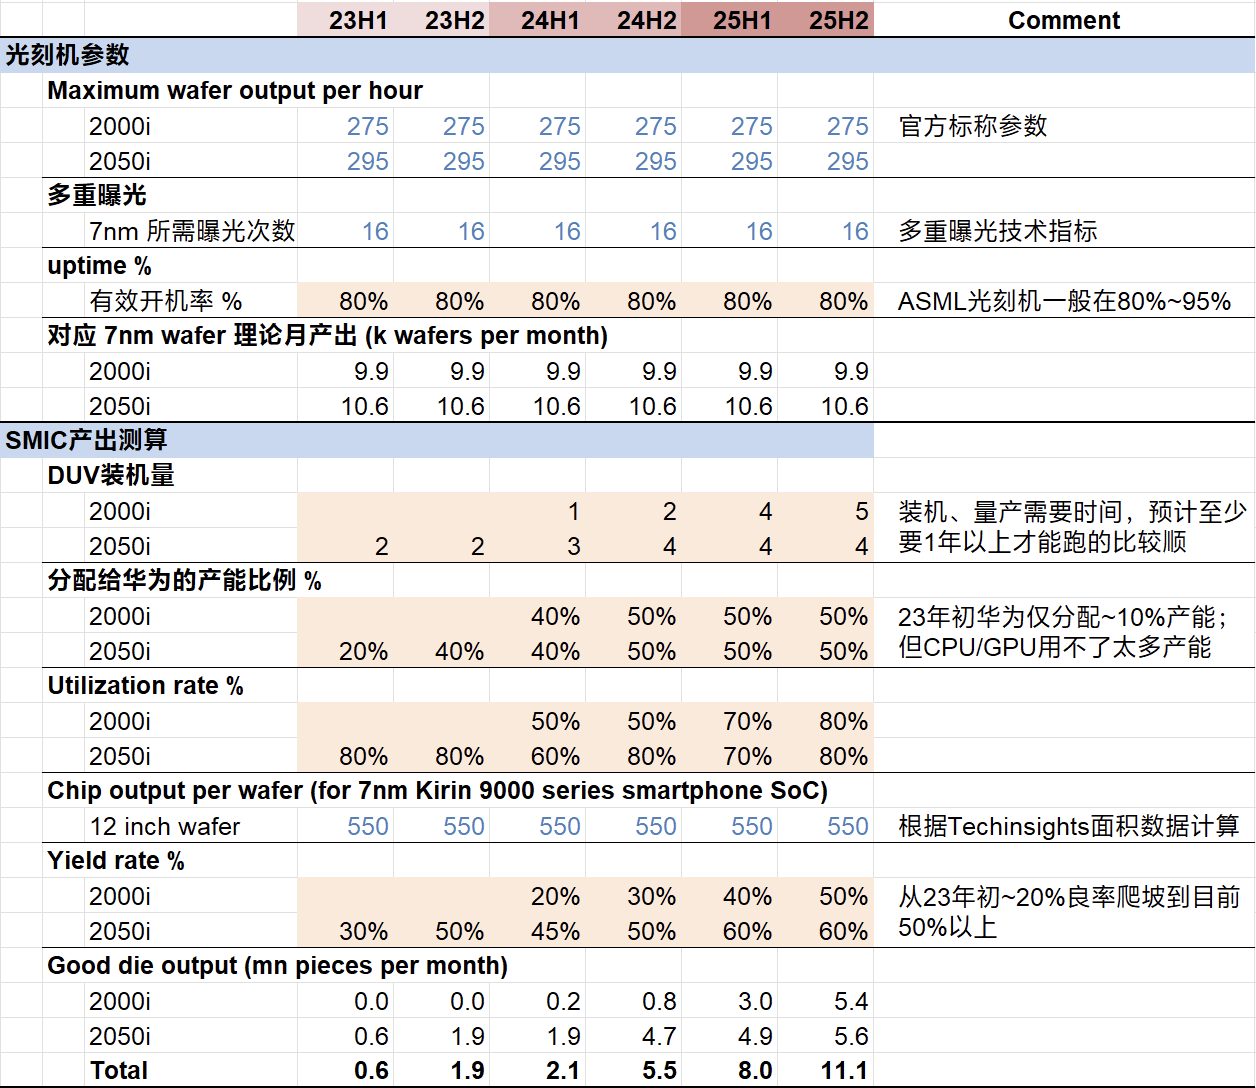 23H1 23H2 24H1 24H2 25H1 25H2 Comment
光刻机参数
Maximum wafer output per hour
2000i 275 275 275 275 275 275 官方标称参数
2050i 295 295 295 295 295 295
多重曝光
7nm 所需曝光次数 16 16 16 16 16 16 多重曝光技术指标
uptime %
有效开机率 % 80% 80% 80% 80% 80% 80% ASML光刻机一般在80%~95%
对应 7nm wafer 理论月产出 (k wafers per month)
2000i 9.9 9.9 9.9 9.9 9.9 9.9
2050i 10.6 10.6 10.6 10.6 10.6 10.6
SMIC产出测算
DUV装机量
2000i 1 2 4 5 装机、量产需要时间，预计至少
2050i 2 2 3 4 4 4 要1年以上才能跑的比较顺
分配给华为的产能比例 %
2000i 40% 50% 50% 50% 23年初华为仅分配~10%产能；
2050i 20% 40% 40% 50% 50% 50% 但CPU/GPU用不了太多产能
Utilization rate %
2000i 50% 50% 70% 80%
2050i 80% 80% 60% 80% 70% 80%
Chip output per wafer (for 7nm Kirin 9000 series smartphone SoC)
12 inch wafer 550 550 550 550 550 550 根据Techinsights面积数据计算
Yield rate %
2000i 20% 30% 40% 50% 从23年初~20%良率爬坡到目前
2050i 30% 50% 45% 50% 60% 60% 50%以上
Good die output (mn pieces per month)
2000i 0.0 0.0 0.2 0.8 3.0 5.4
2050i 0.6 1.9 1.9 4.7 4.9 5.6
Total 0.6 1.9 2.1 5.5 8.0 11.1